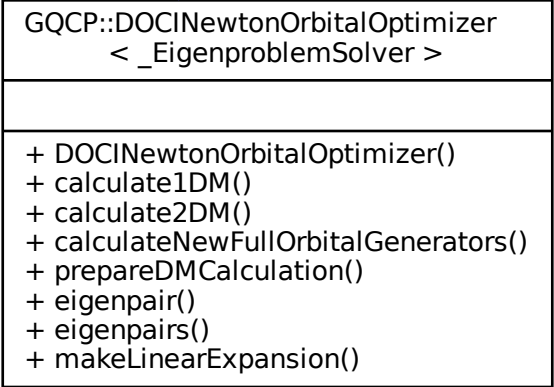 GQCP::DOCINewtonOrbitalOptimizer
< _EigenproblemSolver >
+ DOCINewtonOrbitalOptimizer()
+ calculate1DM()
+ calculate2DM()
+ calculateNewFullOrbitalGenerators()
+ prepareDMCalculation()
+ eigenpair()
+ eigenpairs()
+ makeLinearExpansion()